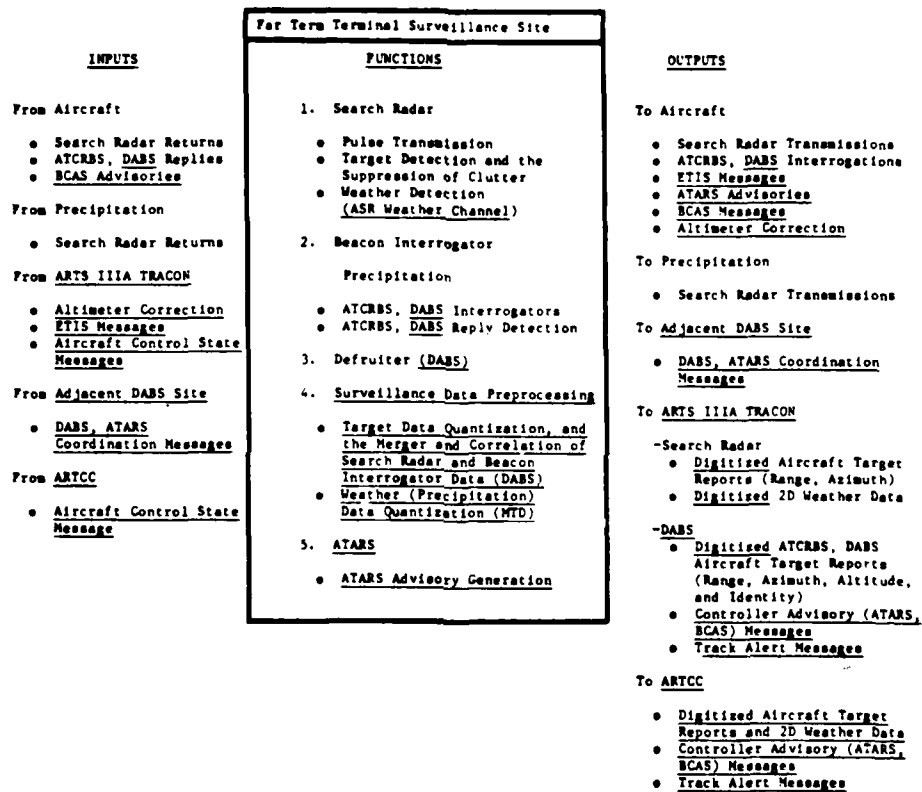 Far Term Terminal Surveillance Site
INPUTS
From Aircraft
• Search Radar Returns
• ATCRBS, DABS Replies
• BCAS Advisories
From Precipitation
• Search Radar Returns
From ARTS IIIA TRACON
• Altimeter Correction
• ETIS Messages
• Aircraft Control State
Messages
From Adjacent DABS Site
• DABS, ATARS
Coordination Messages
From ARTCC
• Aircraft Control State
Message
FUNCTIONS
1. Search Radar
• Pulse Transmission
• Target Detection and the
Suppression of Clutter
• Weather Detection
(ASR Weather Channel)
2. Beacon Interrogator
Precipitation
• ATCRBS, DABS Interrogators
• ATCRBS, DABS Reply Detection
3. Defruiter (DABS)
4. Surveillance Data Preprocessing
• Target Data Quantization, and
the Merger and Correlation of
Search Radar and Beacon
Interrogator Data (DABS)
• Weather (Precipitation)
Data Quantization (MTD)
5. ATARS
• ATARS Advisory Generation
OUTPUTS
To Aircraft
• Search Radar Transmissions
• ATCRBS, DABS Interrogations
• ETIS Messages
• ATARS Advisories
• BCAS Messages
• Altimeter Correction
To Precipitation
• Search Radar Transmissions
To Adjacent DABS Site
• DABS, ATARS Coordination
Messages
To ARTS IIIA TRACON
-Search Radar
• Digitized Aircraft Target
Reports (Range, Azimuth)
• Digitized 2D Weather Data
-DABS
• Digitized ATCRBS, DABS
Aircraft Target Reports
(Range, Azimuth, Altitude,
and Identity)
• Controller Advisory (ATARS,
BCAS) Messages
• Track Alert Messages
To ARTCC
• Digitized Aircraft Target
Reports and 2D Weather Data
• Controller Advisory (ATARS,
BCAS) Messages
• Track Alert Messages